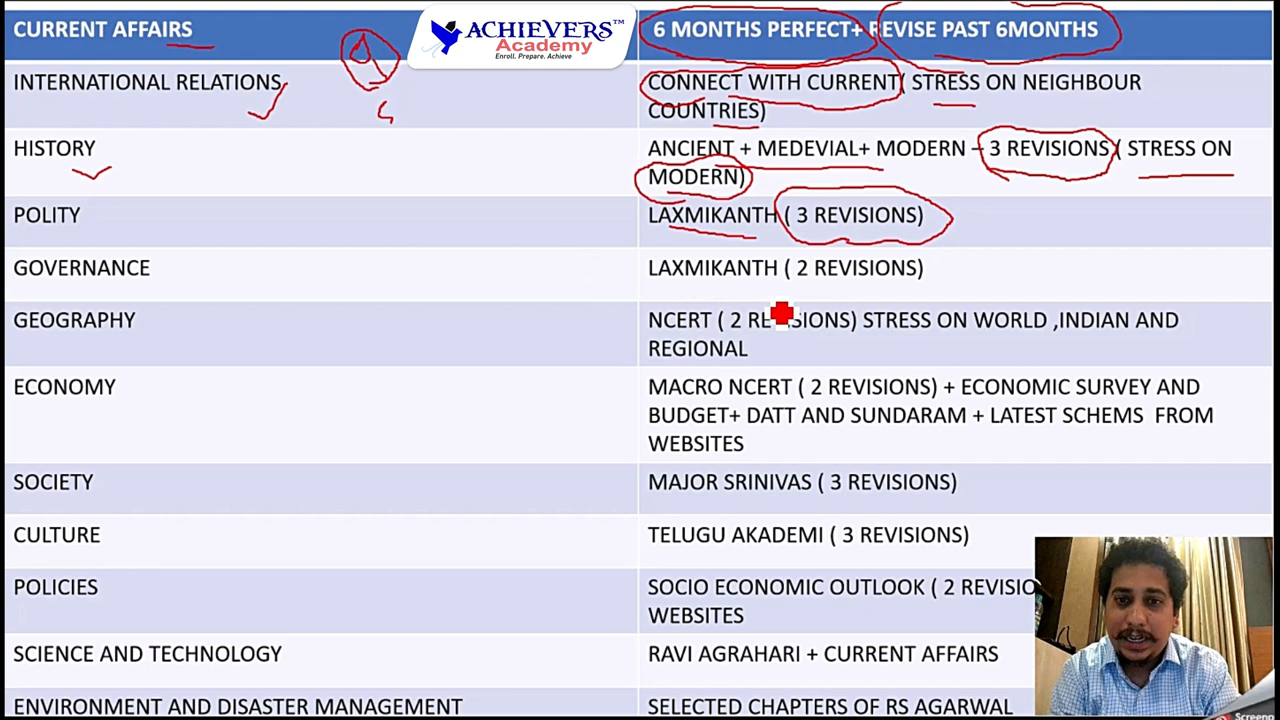 CURRENT AFFAIRS
ACHIEVERS™
Academy
Enroll. Prepare. Achieve
6 MONTHS PERFECT+ REVISE PAST 6MONTHS
INTERNATIONAL RELATIONS
CONNECT WITH CURRENT( STRESS ON NEIGHBOUR
COUNTRIES)
HISTORY
ANCIENT + MEDEVIAL+ MODERN – 3 REVISIONS ( STRESS ON
MODERN)
POLITY
LAXMIKANTH ( 3 REVISIONS)
GOVERNANCE
LAXMIKANTH ( 2 REVISIONS)
GEOGRAPHY
NCERT ( 2 REVISIONS) STRESS ON WORLD ,INDIAN AND
REGIONAL
ECONOMY
MACRO NCERT ( 2 REVISIONS) + ECONOMIC SURVEY AND
BUDGET+ DATT AND SUNDARAM + LATEST SCHEMS FROM
WEBSITES
SOCIETY
MAJOR SRINIVAS ( 3 REVISIONS)
CULTURE
TELUGU AKADEMI ( 3 REVISIONS)
POLICIES
SOCIO ECONOMIC OUTLOOK ( 2 REVISIO
WEBSITES
SCIENCE AND TECHNOLOGY
RAVI AGRAHARI + CURRENT AFFAIRS
ENVIRONMENT AND DISASTER MANAGEMENT
SELECTED CHAPTERS OF RS AGARWAL